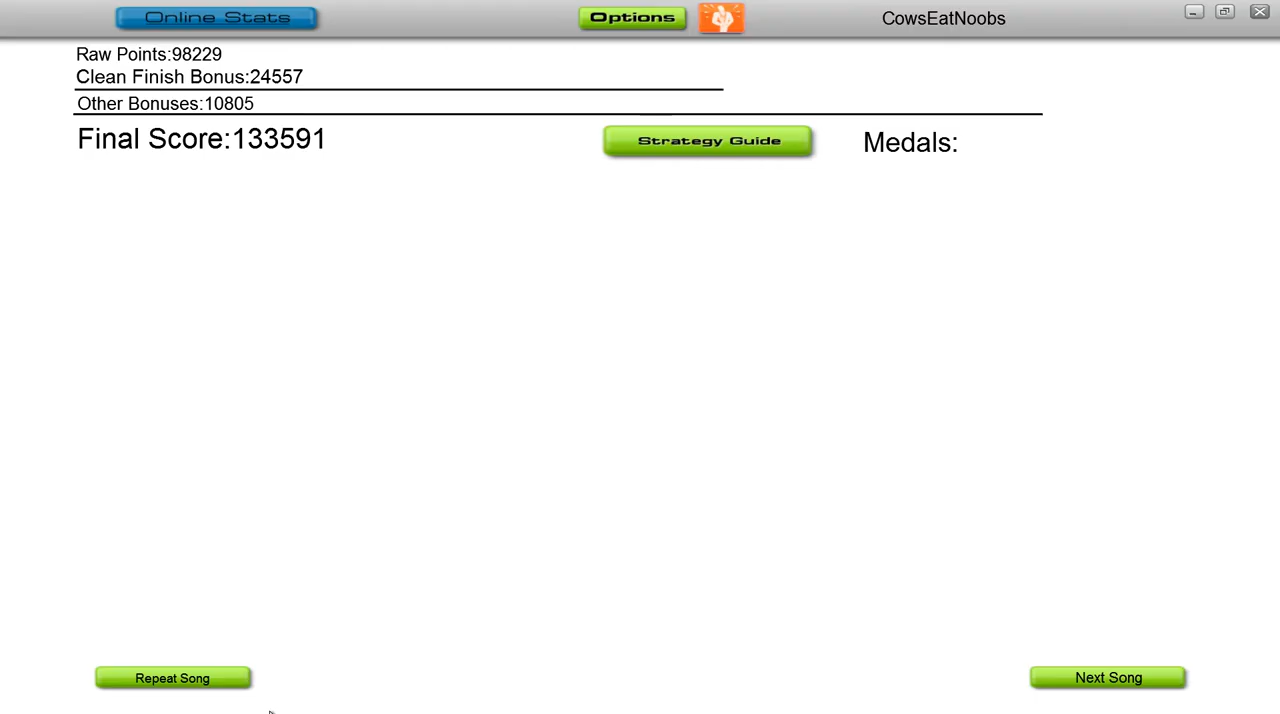 Online Stats
Options
CowsEatNoobs
Raw Points:98229
Clean Finish Bonus:24557
Other Bonuses:10805
Final Score:133591
Strategy Guide
Medals:
Repeat Song
Next Song